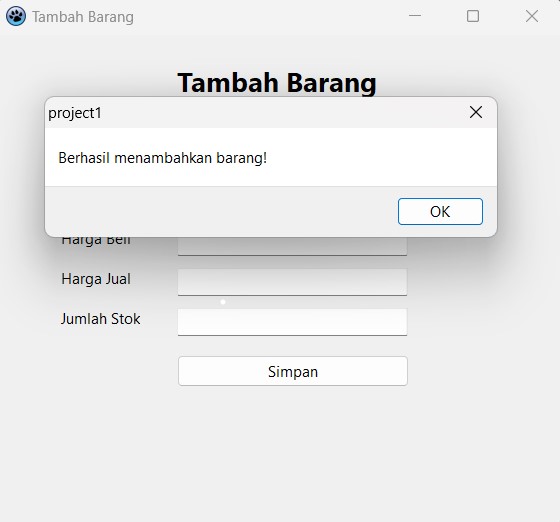 Tambah Barang
Tambah Barang
project1
Berhasil menambahkan barang!
OK
Harga Beli
Harga Jual
Jumlah Stok
Simpan